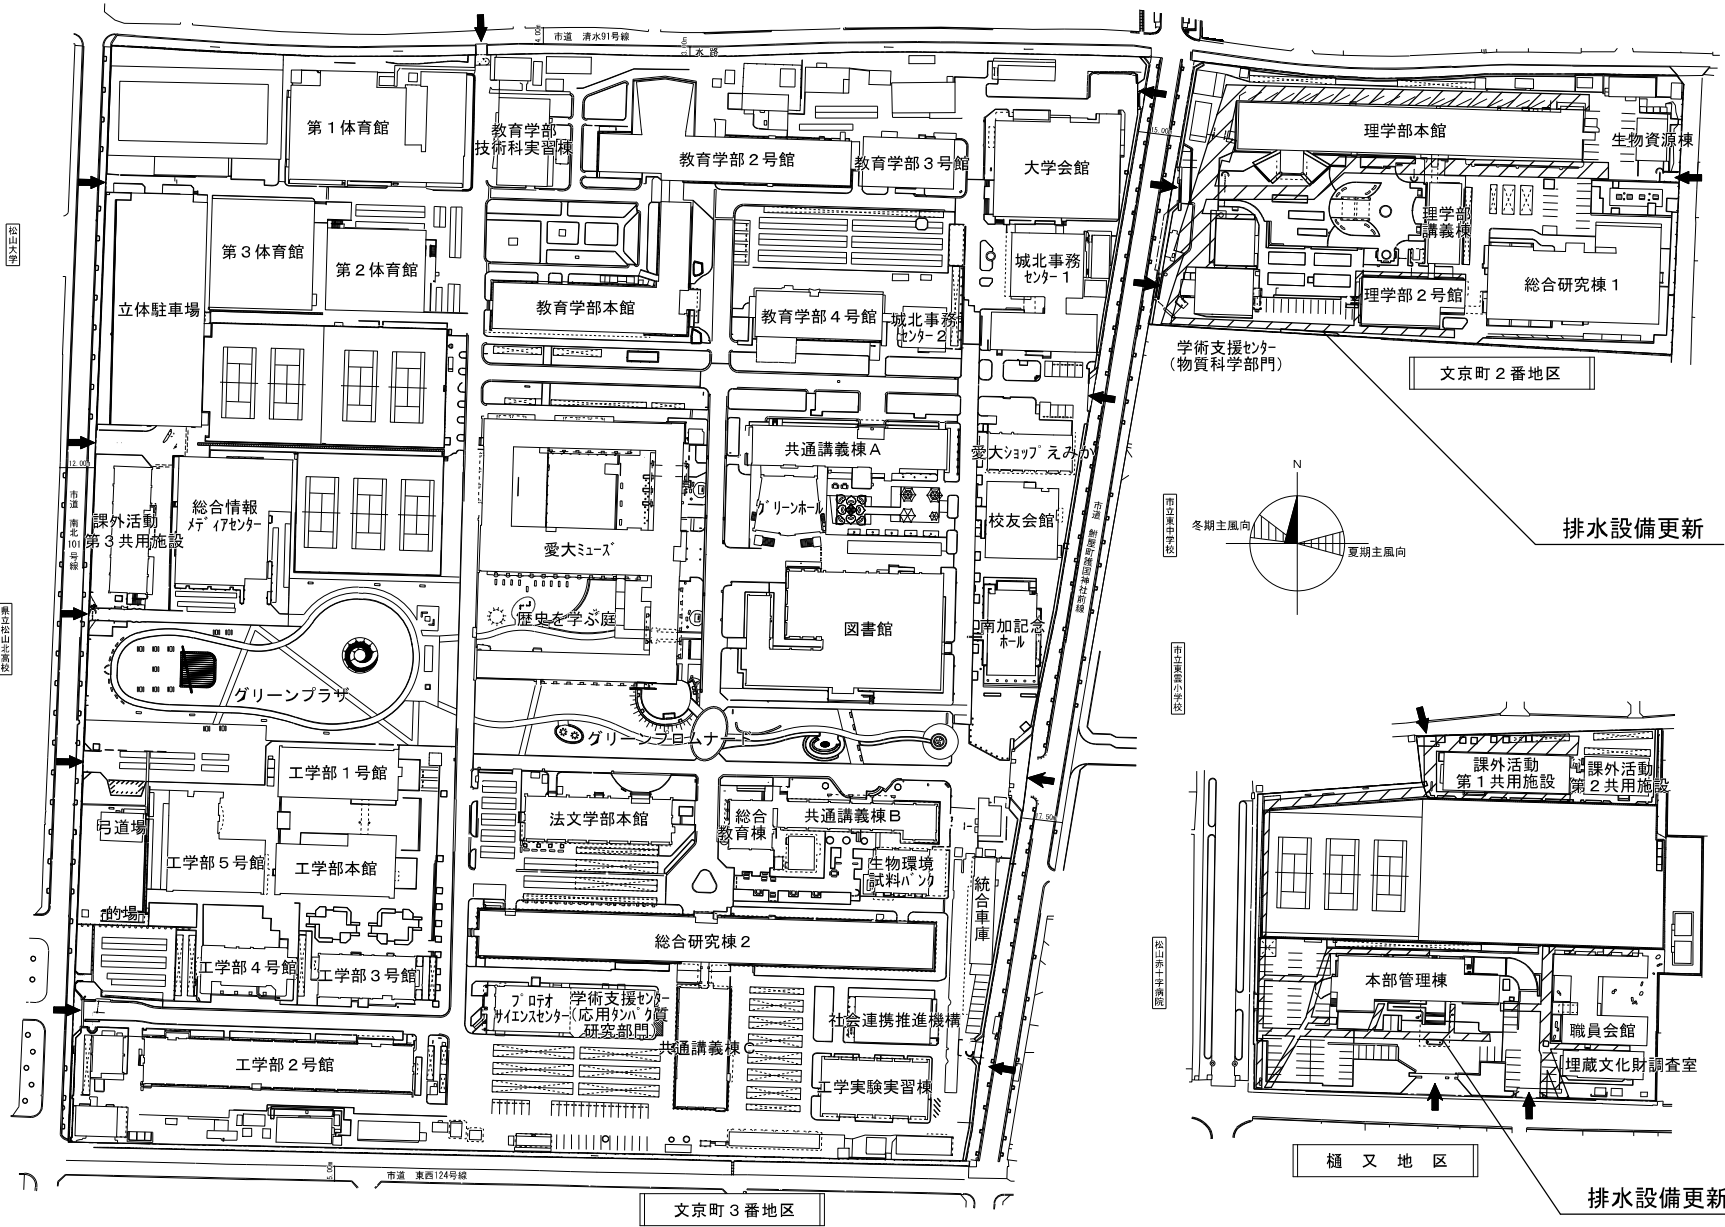 市道 清水91号線
4.00m
水 路
第1体育館
教育学部
技術科実習棟
教育学部2号館
教育学部3号館
大学会館
15.00m
理学部本館
生物資源棟
松山大学
第3体育館
第2体育館
立体駐車場
教育学部本館
教育学部4号館
城北事務
センター1
城北事務
センター2
理学部
講義棟
理学部2号館
総合研究棟1
学術支援センター
(物質科学部門)
文京町2番地区
共通講義棟A
愛大ショップえみか
グリーンホール
校友会館
12.00m
市道 南北101号線
総合情報
メディアセンター
課外活動
第3共用施設
愛大ミューズ
歴史を学ぶ庭
図書館
南加記念
ホール
市道 鮒屋町護国神社前線
市立東中学校
N
冬期主風向
夏期主風向
排水設備更新
県立松山北高校
グリーンプラザ
グリーンプロムナード
市立東雲小学校
工学部1号館
弓道場
工学部5号館
工学部本館
的場
工学部4号館
工学部3号館
法文学部本館
総合
教育棟1
共通講義棟B
生物環境
試料バンク
17.50m
統合車庫
総合研究棟2
プロテオ
サイエンスセンター
学術支援センター
(応用タンパク質
研究部門)
共通講義棟C
社会連携推進機構
工学実験実習棟
工学部2号館
5.00m
市道 東西124号線
文京町3番地区
課外活動
第1共用施設
課外活動
第2共用施設
松山赤十字病院
本部管理棟
職員会館
埋蔵文化財調査室
樋 又 地 区
排水設備更新